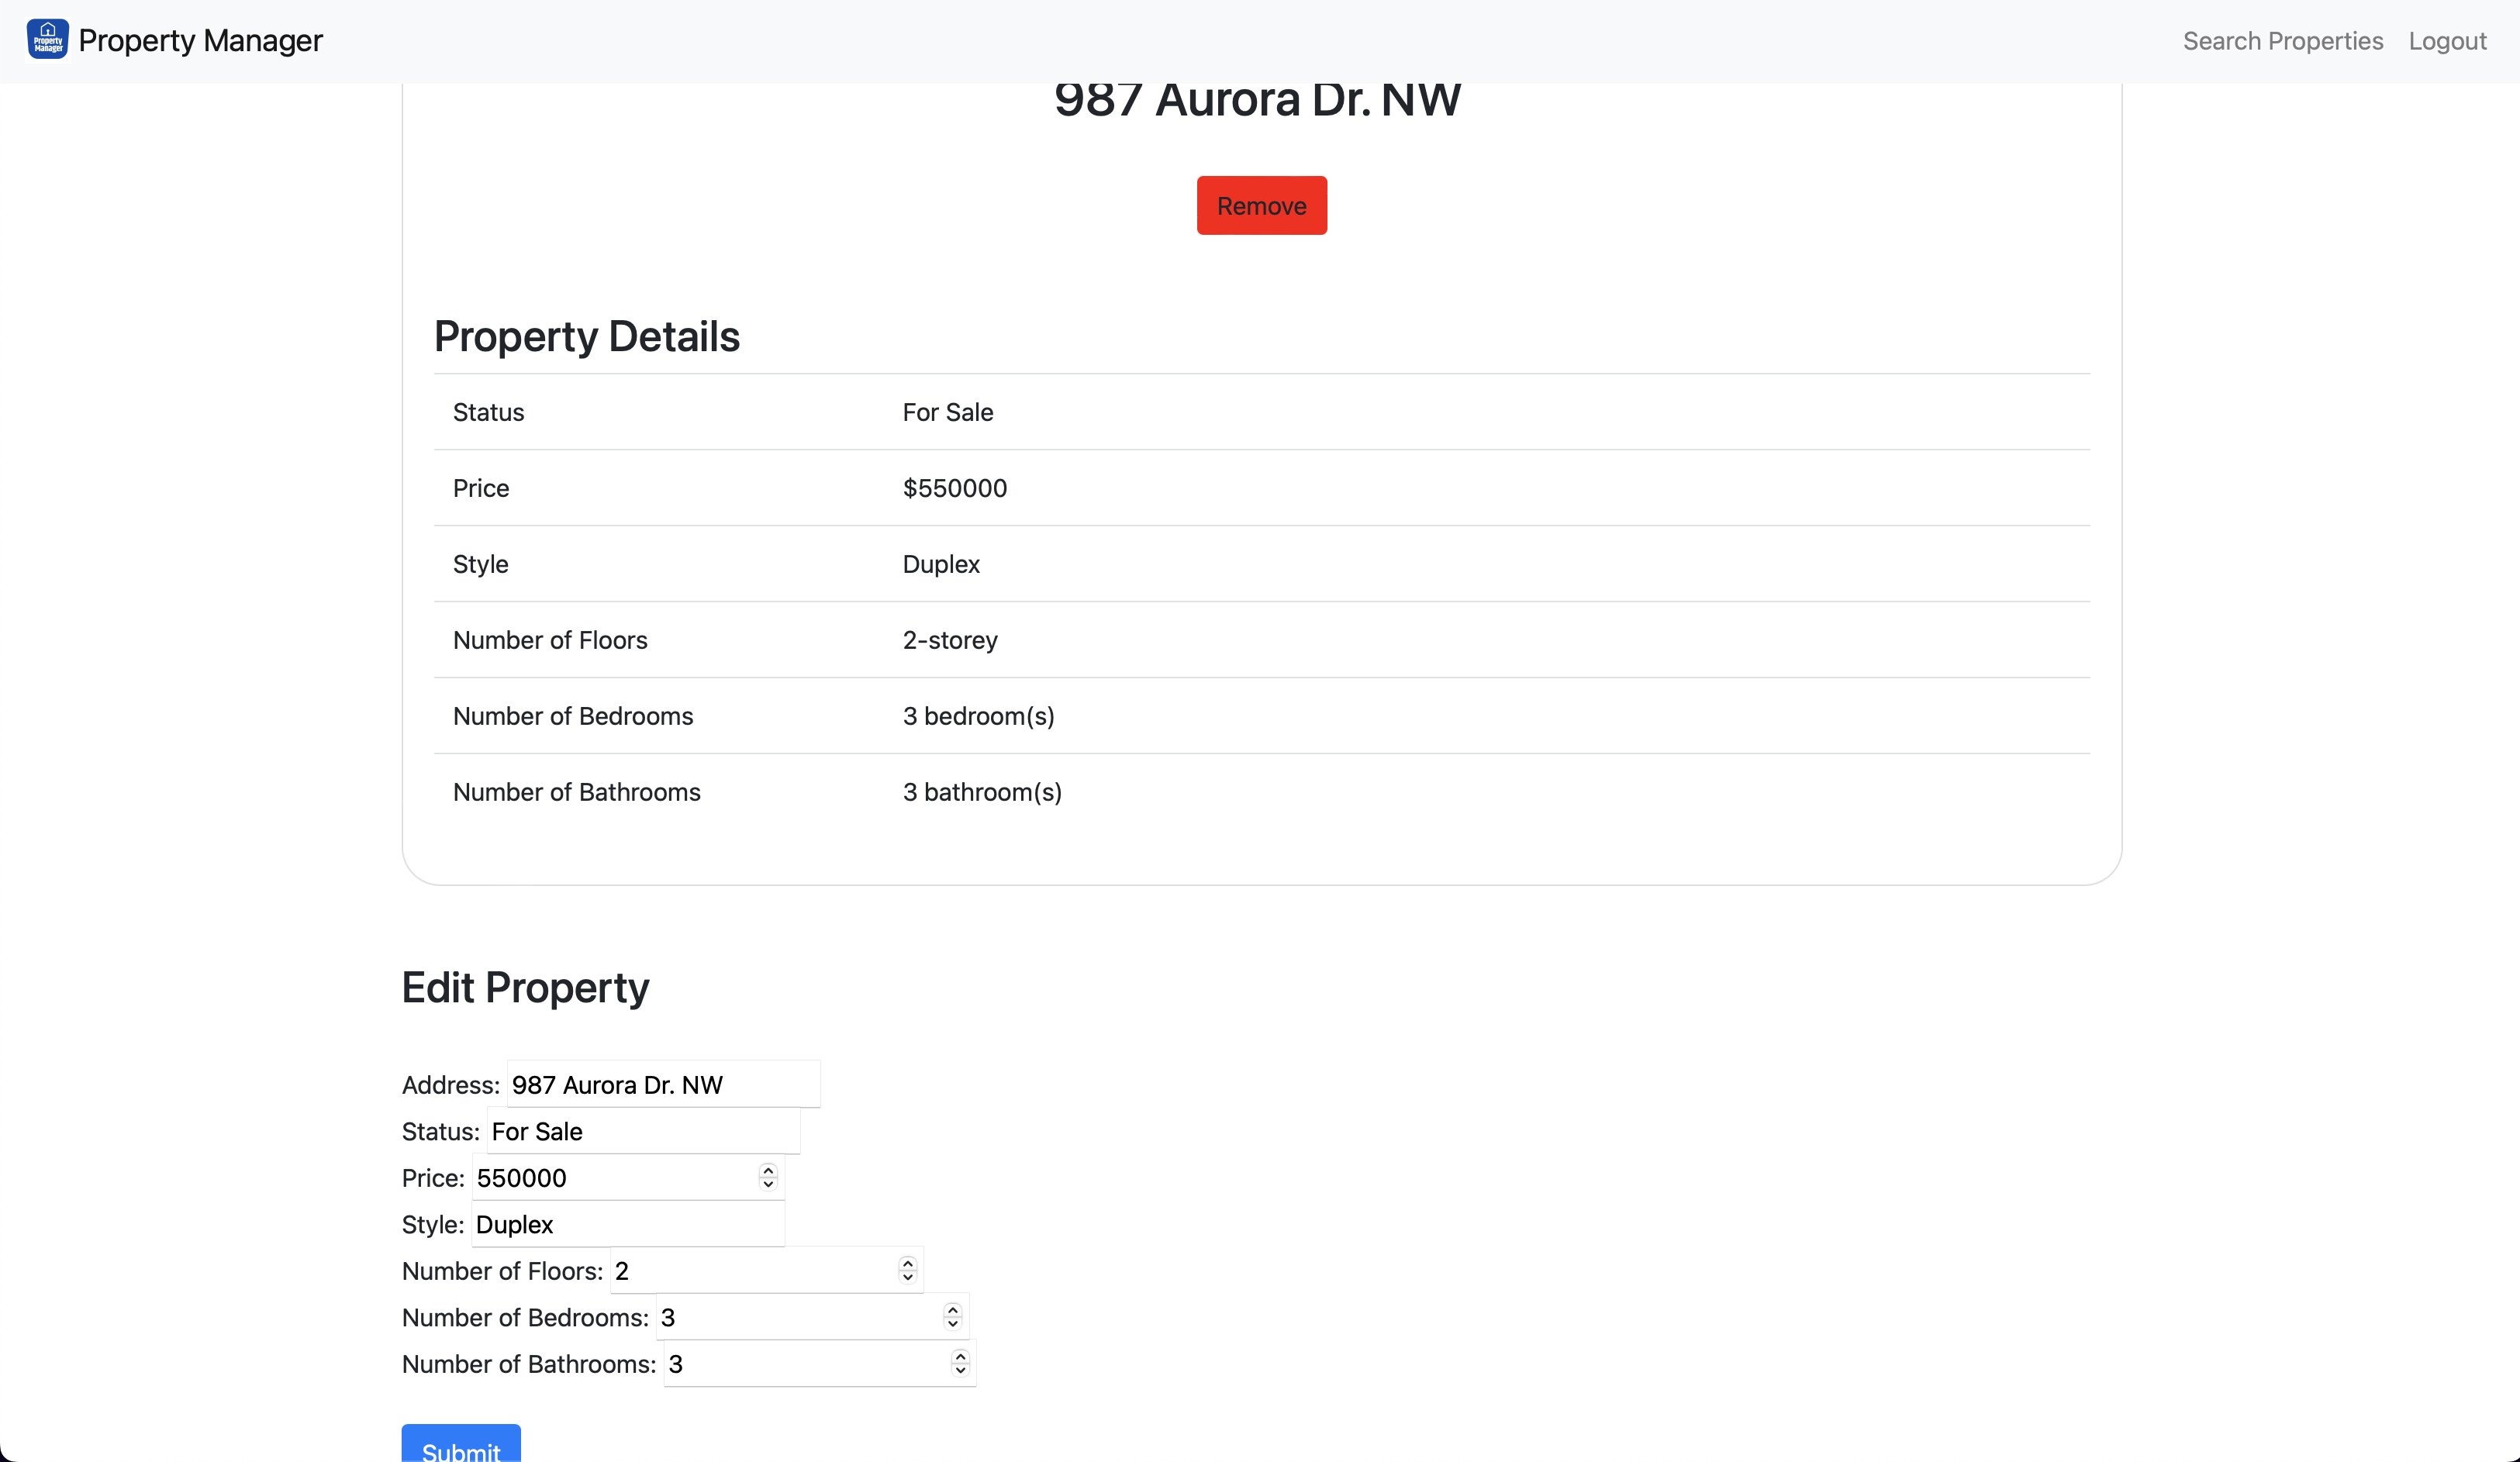 Property Manager
Property Manager
Search Properties
Logout
987 Aurora Dr. NW
Remove
Property Details
Status For Sale
Price $550000
Style Duplex
Number of Floors 2-storey
Number of Bedrooms 3 bedroom(s)
Number of Bathrooms 3 bathroom(s)
Edit Property
Address: 987 Aurora Dr. NW
Status: For Sale
Price: 550000
Style: Duplex
Number of Floors: 2
Number of Bedrooms: 3
Number of Bathrooms: 3
Submit